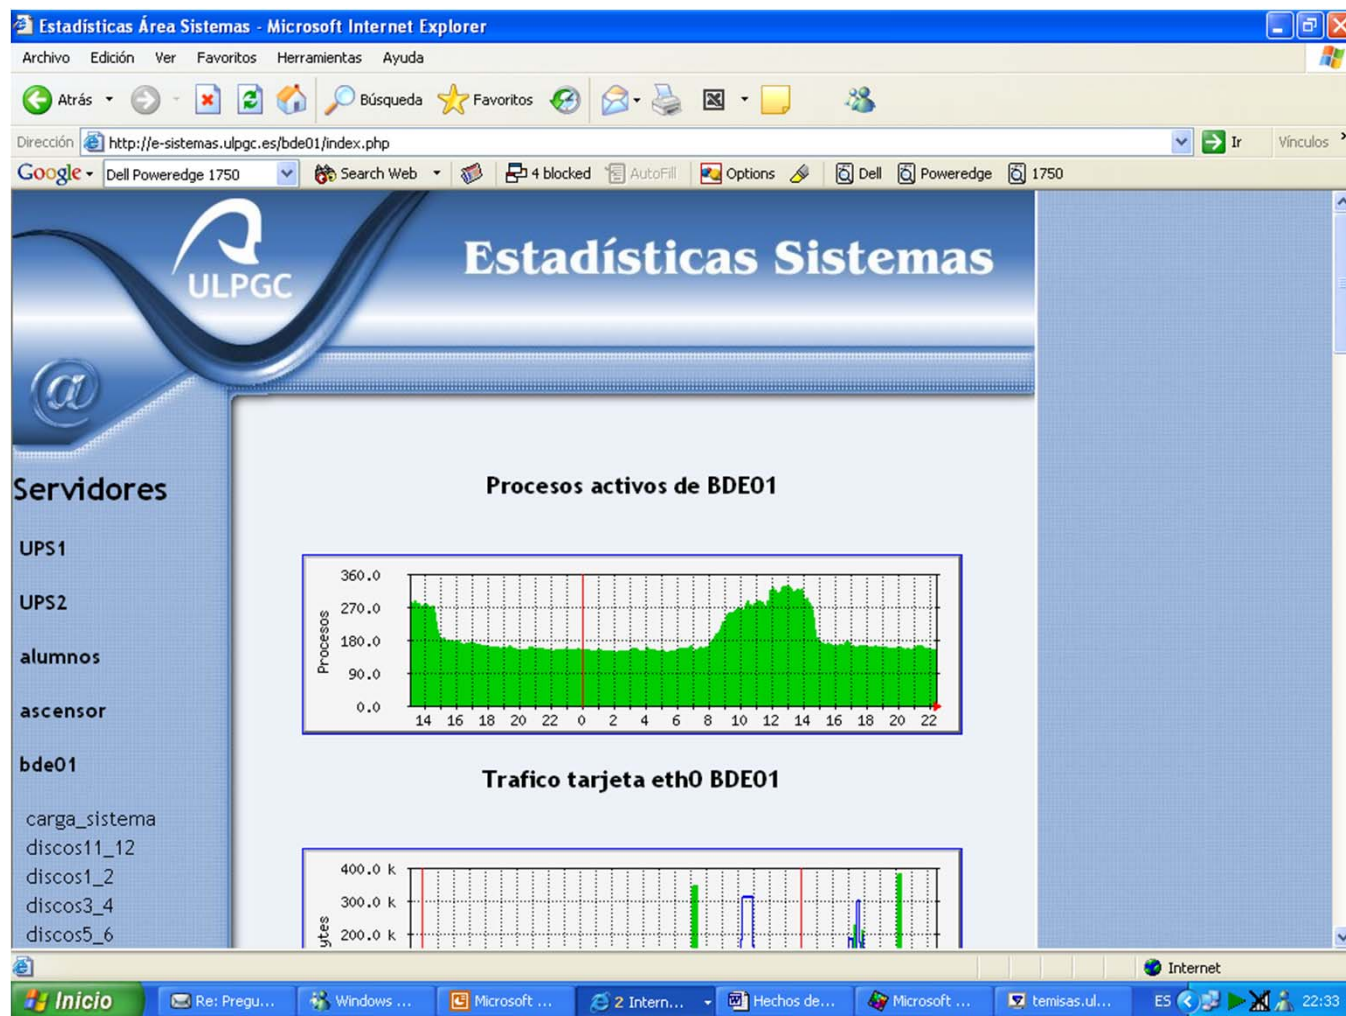 Estadísticas Área Sistemas - Microsoft Internet Explorer
Archivo Edición Ver Favoritos Herramientas Ayuda
Atrás Búsqueda Favoritos
Dirección http://e-sistemas.ulpgc.es/bde01/index.php Ir Vínculos
Google Dell Poweredge 1750 Search Web 4 blocked AutoFill Options Dell Poweredge 1750
ULPGC
Estadísticas Sistemas
@
Servidores
UPS1
UPS2
alumnos
ascensor
bde01
carga_sistema
discos11_12
discos1_2
discos3_4
discos5_6
Procesos activos de BDE01
Procesos
360.0
270.0
180.0
90.0
0.0
14 16 18 20 22 0 2 4 6 8 10 12 14 16 18 20 22
Trafico tarjeta eth0 BDE01
400.0 k
300.0 k
200.0 k
Internet
Inicio Re: Pregu... Windows ... Microsoft ... 2 Intern... Hechos de... Microsoft ... temisas.ul... ES 22:33